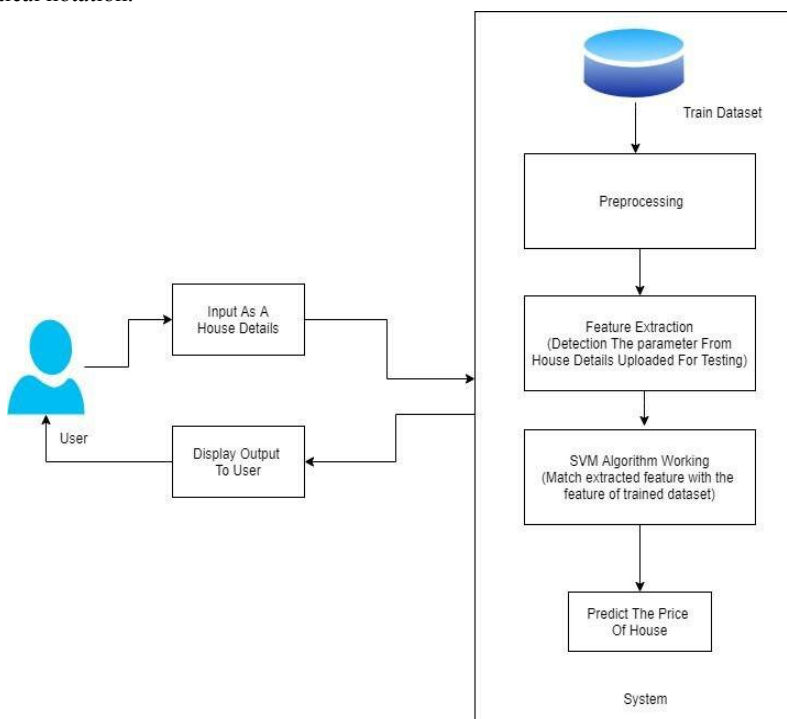 Train Dataset
Preprocessing
Input As A
House Details
Feature Extraction
(Detection The parameter From
House Details Uploaded For Testing)
User
Display Output
To User
SVM Algorithm Working
(Match extracted feature with the
feature of trained dataset)
Predict The Price
Of House
System